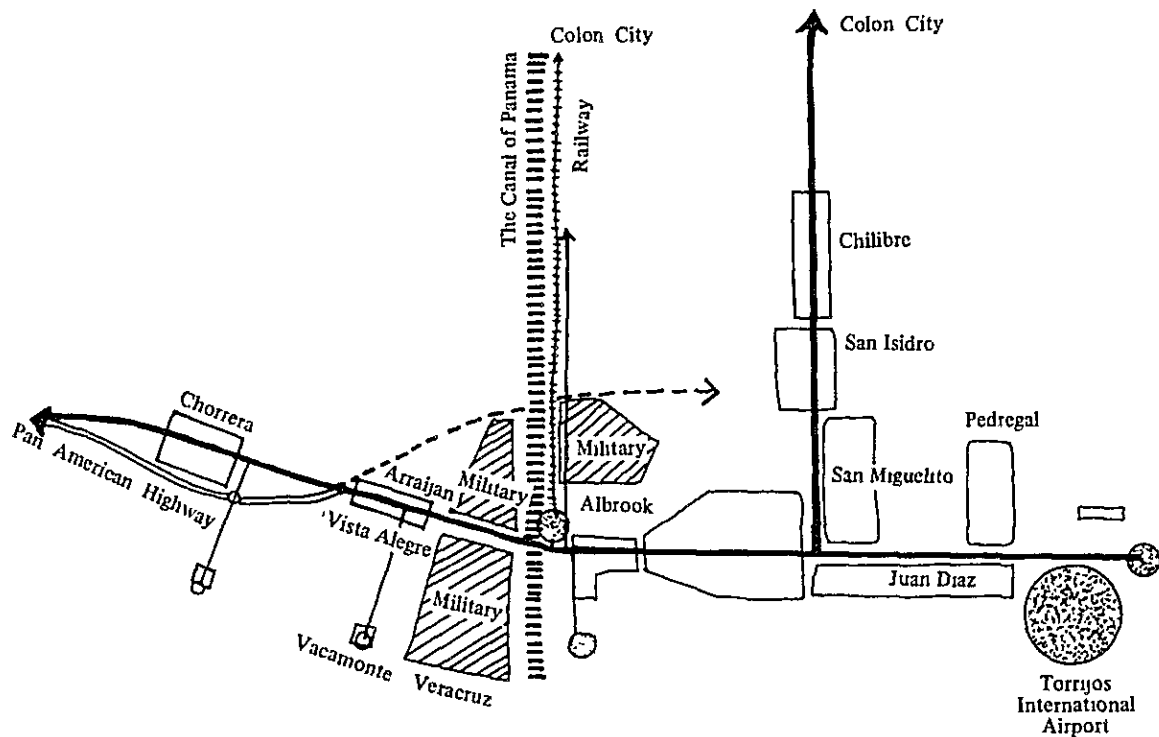 Colon City
Colon City
The Canal of Panama
Railway
Chilibre
San Isidro
Chorrera
Pedregal
Pan American Highway
Arraijan
Military
Military
San Miguelito
Albrook
Vista Alegre
Military
Juan Diaz
Vacamonte
Veracruz
Torrijos
International
Airport